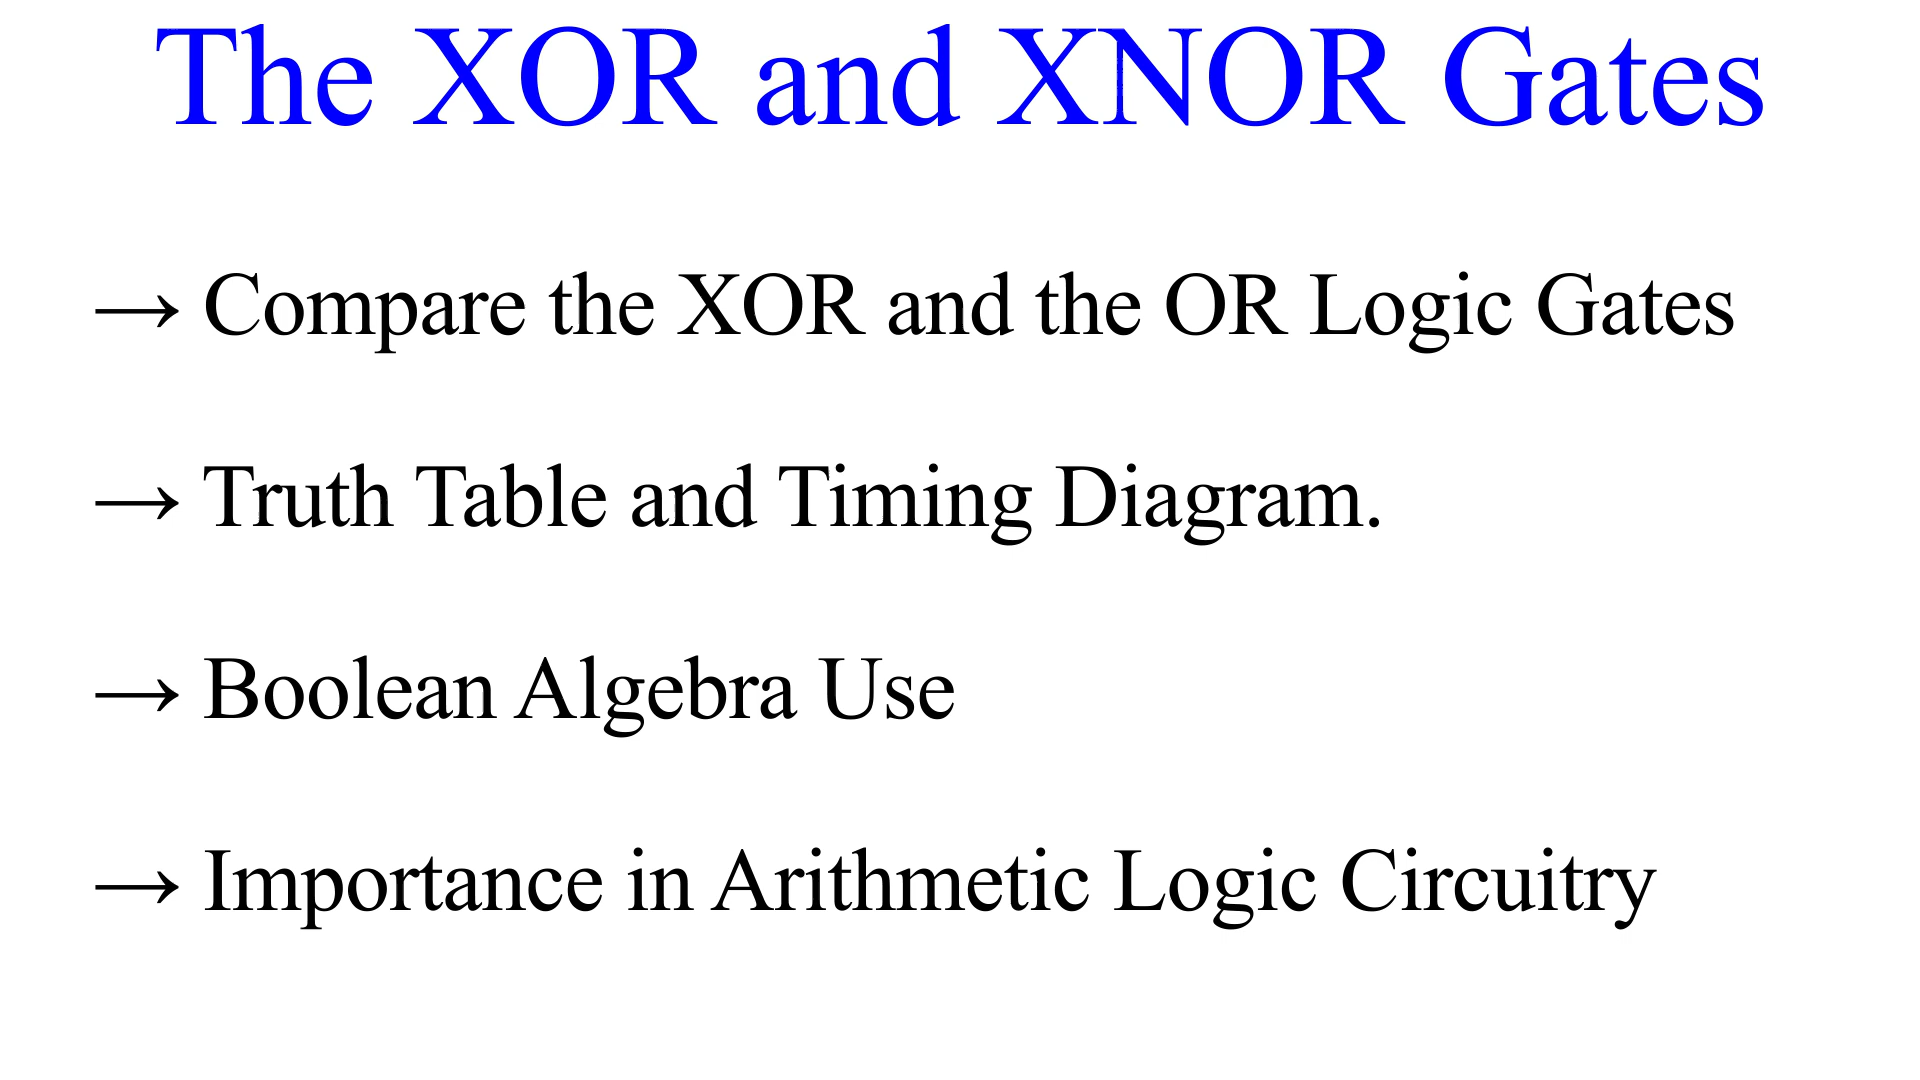 The XOR and XNOR Gates
→ Compare the XOR and the OR Logic Gates
→ Truth Table and Timing Diagram.
→ Boolean Algebra Use
→ Importance in Arithmetic Logic Circuitry